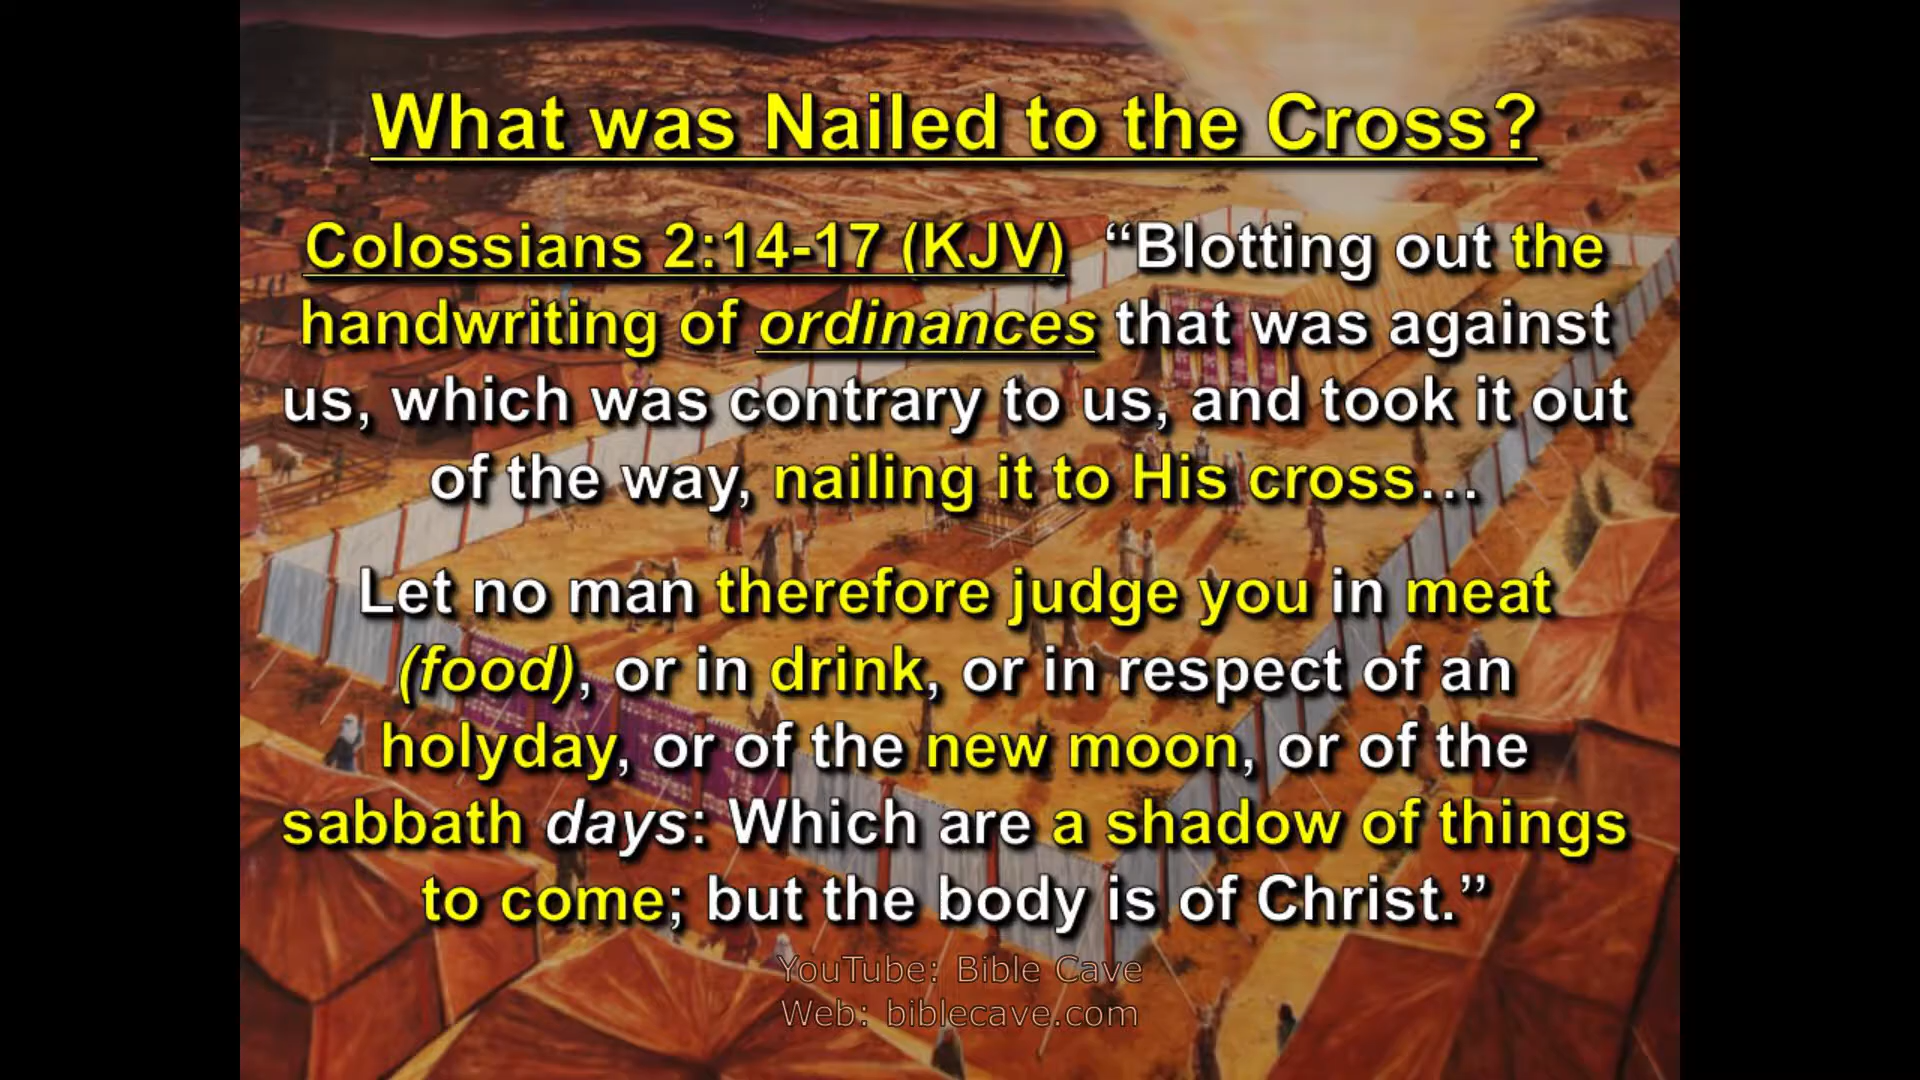 What was Nailed to the Cross?
Colossians 2:14-17 (KJV) “Blotting out the
handwriting of ordinances that was against
us, which was contrary to us, and took it out
of the way, nailing it to His cross…
Let no man therefore judge you in meat
(food), or in drink, or in respect of an
holyday, or of the new moon, or of the
sabbath days: Which are a shadow of things
to come; but the body is of Christ.”
YouTube: Bible Cave
Web: biblecave.com